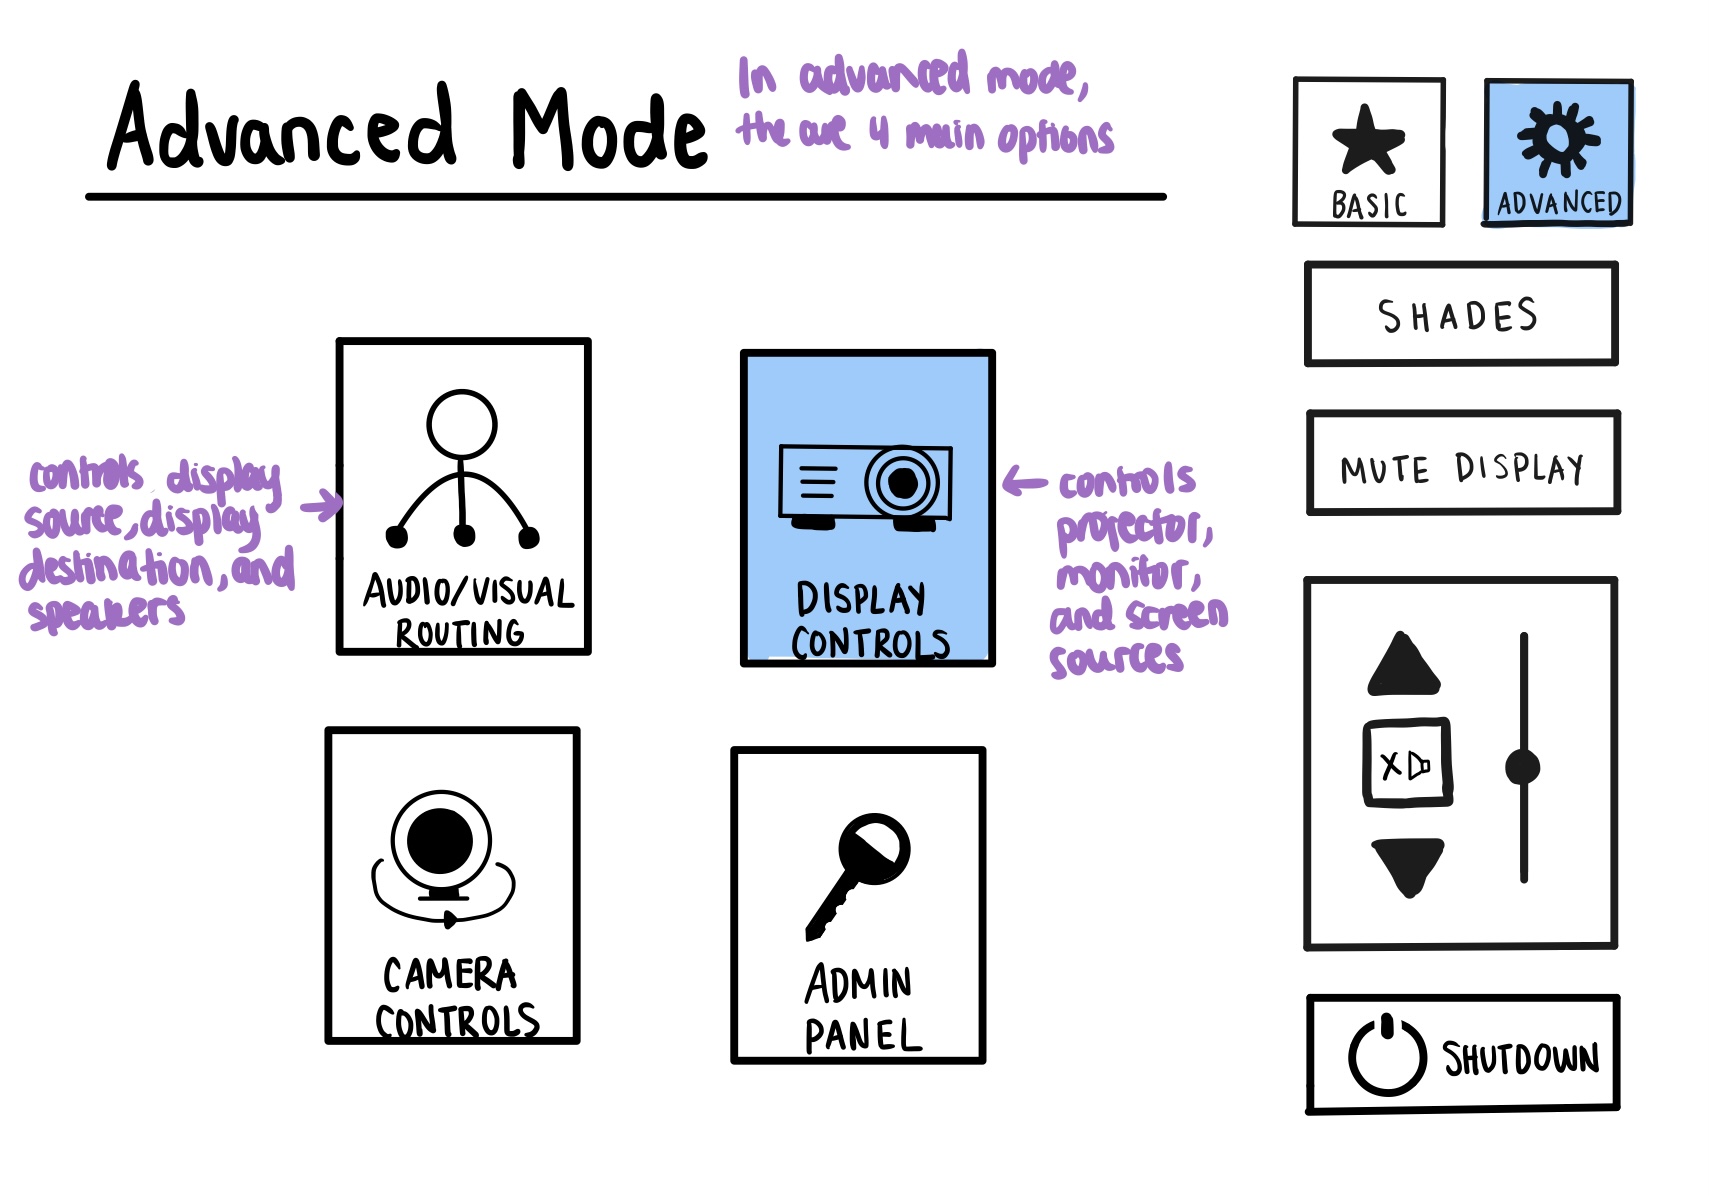 Advanced Mode
In advanced mode,
the are 4 main options
BASIC
ADVANCED
SHADES
MUTE DISPLAY
controls display
source, display
destination, and
speakers
AUDIO/VISUAL
ROUTING
DISPLAY
CONTROLS
controls
projector,
monitor,
and screen
sources
X
CAMERA
CONTROLS
ADMIN
PANEL
SHUTDOWN